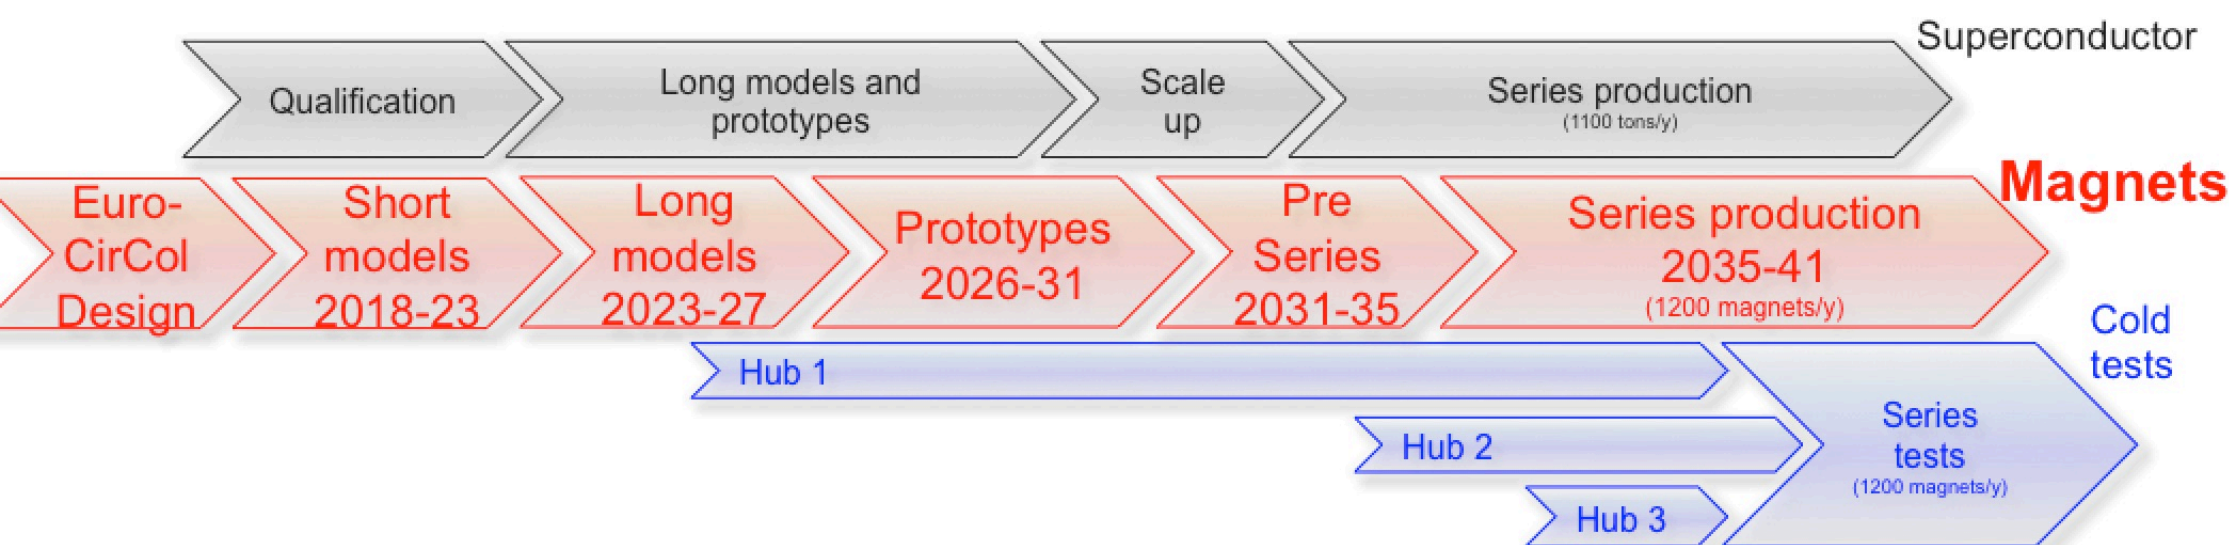 Superconductor
Qualification
Long models and
prototypes
Scale
up
Series production
(1100 tons/y)
Magnets
Euro-
CirCol
Design
Short
models
2018-23
Long
models
2023-27
Prototypes
2026-31
Pre
Series
2031-35
Series production
2035-41
(1200 magnets/y)
Cold
tests
Hub 1
Hub 2
Hub 3
Series
tests
(1200 magnets/y)